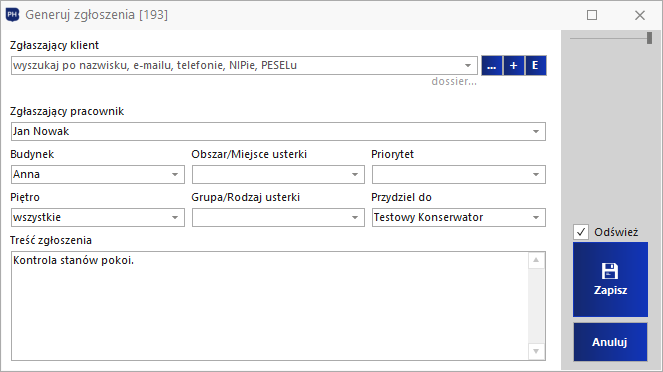 PH
Generuj zgłoszenia [193]
Zgłaszający klient
wyszukaj po nazwisku, e-mailu, telefonie, NIPie, PESELu
... + E
dossier...
Zgłaszający pracownik
Jan Nowak
Budynek Obszar/Miejsce usterki Priorytet
Anna
Piętro Grupa/Rodzaj usterki Przydziel do
wszystkie Testowy Konserwator
Treść zgłoszenia
Kontrola stanów pokoi.
Odśwież
Zapisz
Anuluj